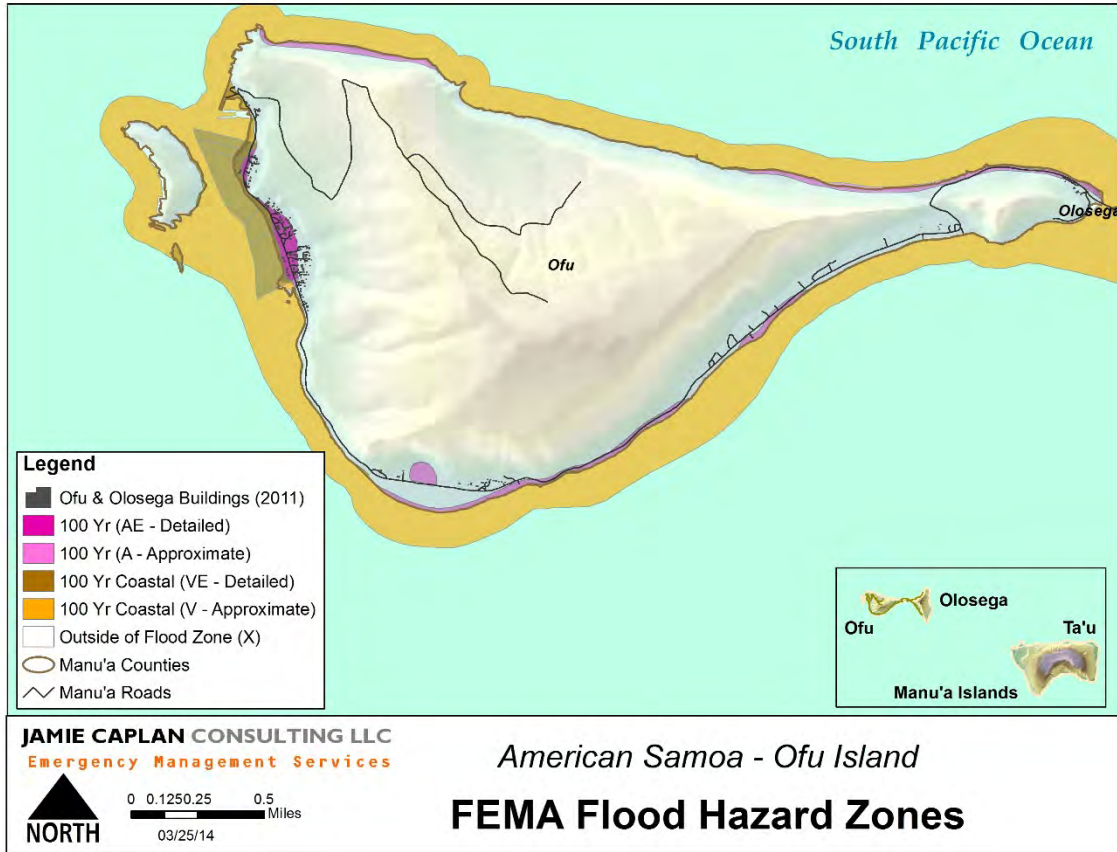 South Pacific Ocean
Ofu
Olosega
Legend
Ofu & Olosega Buildings (2011)
100 Yr (AE - Detailed)
100 Yr (A - Approximate)
100 Yr Coastal (VE - Detailed)
100 Yr Coastal (V - Approximate)
Outside of Flood Zone (X)
Manu'a Counties
Manu'a Roads
Olosega
Ofu
Ta'u
Manu'a Islands
JAMIE CAPLAN CONSULTING LLC
Emergency Management Services
NORTH
0 0.1250.25 0.5
Miles
03/25/14
American Samoa - Ofu Island
FEMA Flood Hazard Zones